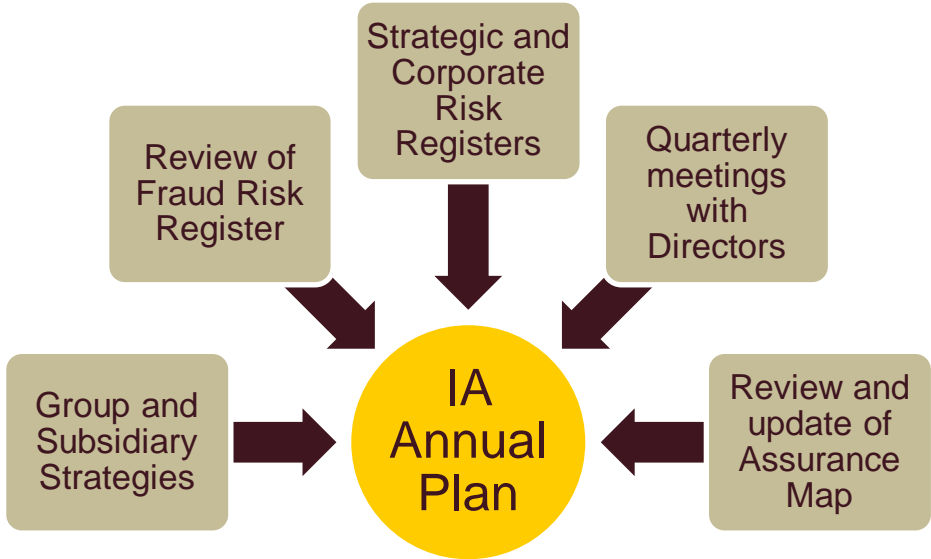 Strategic and
Corporate
Risk
Registers
Review of
Fraud Risk
Register
Quarterly
meetings
with
Directors
Group and
Subsidiary
Strategies
IA
Annual
Plan
Review and
update of
Assurance
Map